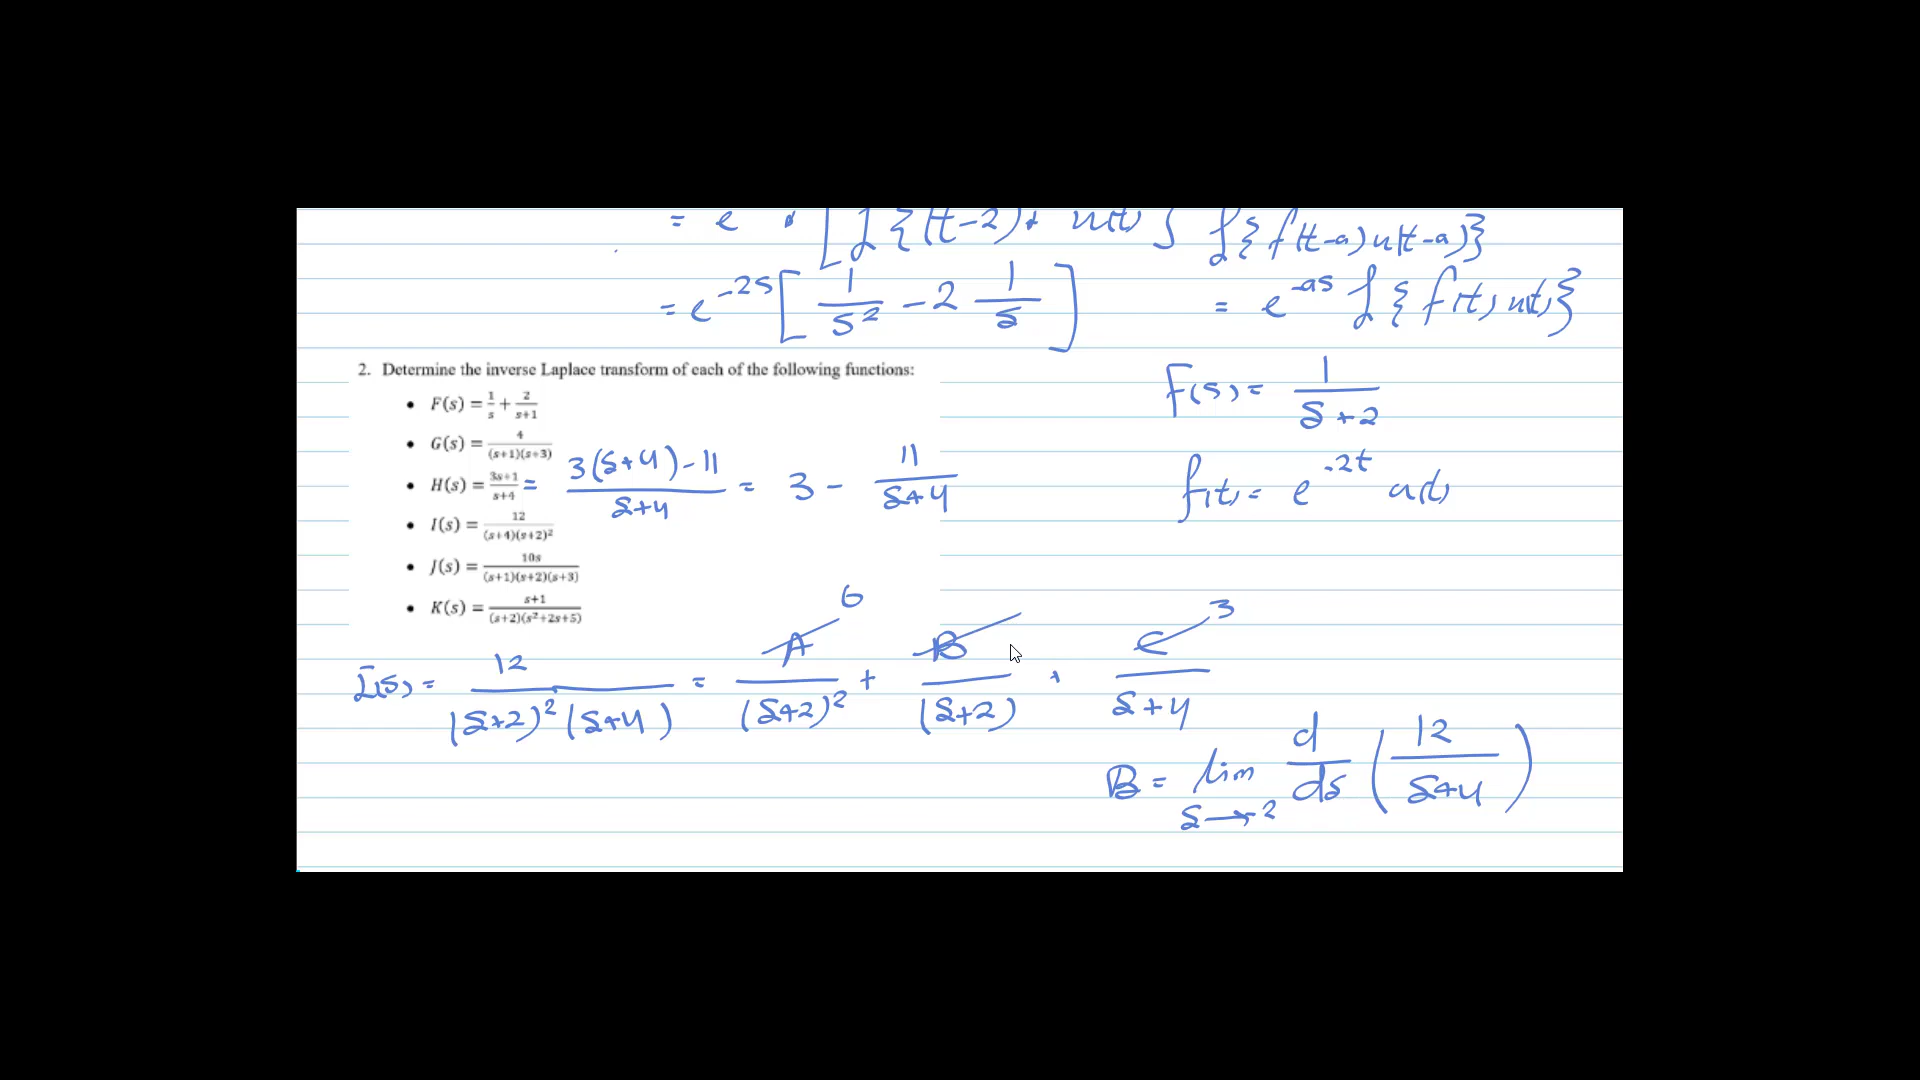 = e • [ ℒ{(t-2)* u(t)} ℒ{f(t-a)u(t-a)}
= e^{-2s} [ 1/s² - 2 1/s ] = e^{-as} ℒ{f(t)u(t)}
2. Determine the inverse Laplace transform of each of the following functions:
F(s) = 1/(s+2)
• F(s) = 1/s + 2/(s+1)
• G(s) = 4/((s+1)(s+3))
• H(s) = (3s+1)/(s+4) = (3(s+4)-11)/(s+4) = 3 - 11/(s+4)
f(t) = e^{-2t} u(t)
• I(s) = 12/((s+4)(s+2)²)
• J(s) = 10s/((s+1)(s+2)(s+3))
• K(s) = (s+1)/((s+2)(s²+2s+5))
6 3
I(s) = 12/((s+2)²(s+4)) = A/(s+2)² + B/(s+2) + C/(s+4)
B = lim s→-2 d/ds (12/(s+4))